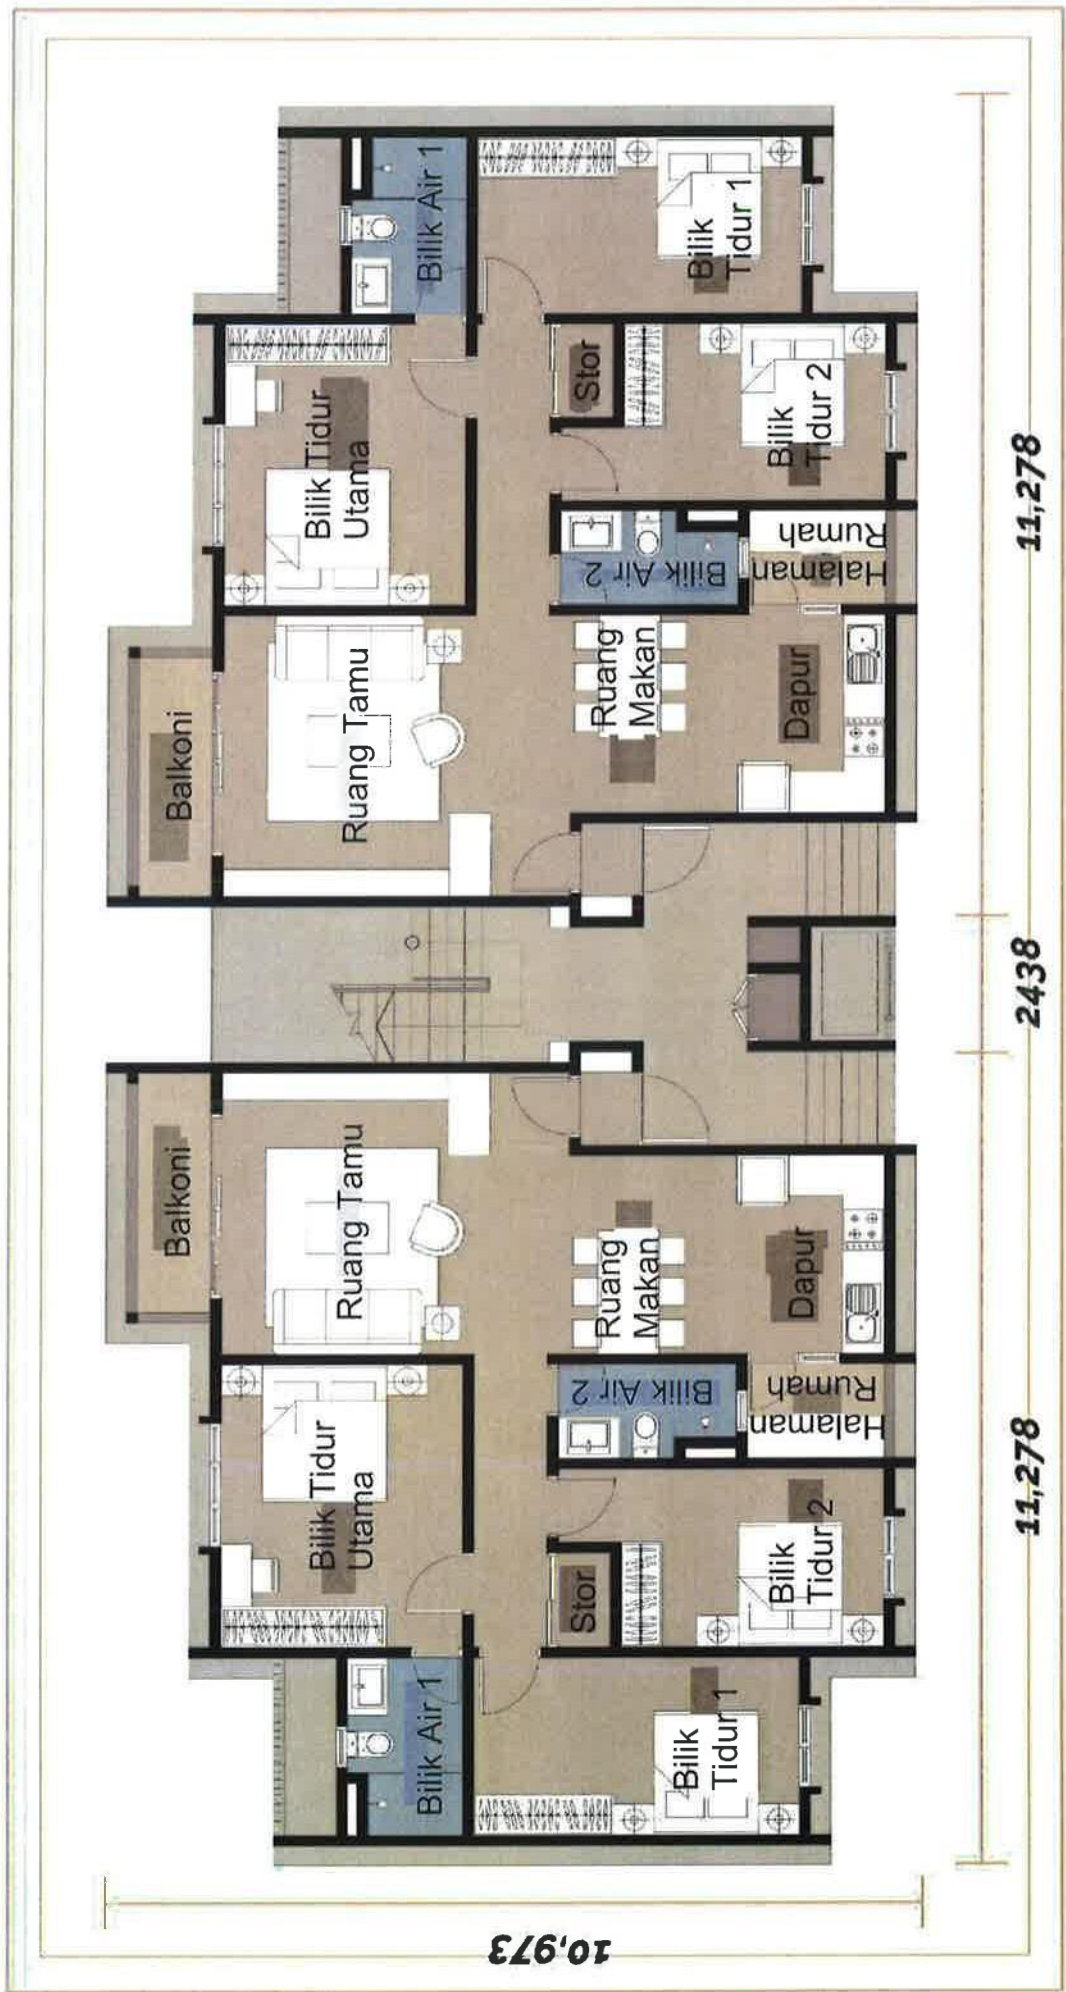 10,973
Balkoni
Bilik Tidur
Utama
Ruang Tamu
Bilik Air 1
Stor
Bilik Air 2
Ruang
Makan
Bilik
Tidur 1
Bilik
Tidur 2
Halaman
Rumah
Dapur
Balkoni
Ruang Tamu
Bilik Tidur
Utama
Bilik Air 1
Ruang
Makan
Bilik Air 2
Stor
Dapur
Halaman
Rumah
Bilik
Tidur 2
Bilik
Tidur 1
11,278
2438
11,278